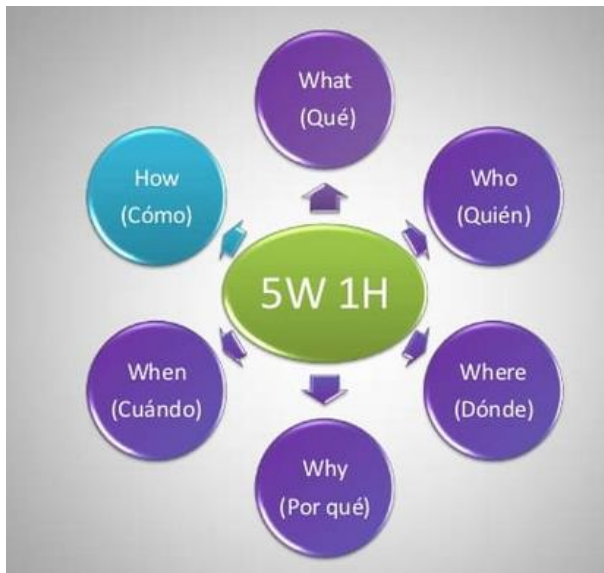 What
(Qué)
Who
(Quién)
Where
(Dónde)
Why
(Por qué)
When
(Cuándo)
How
(Cómo)
5W 1H